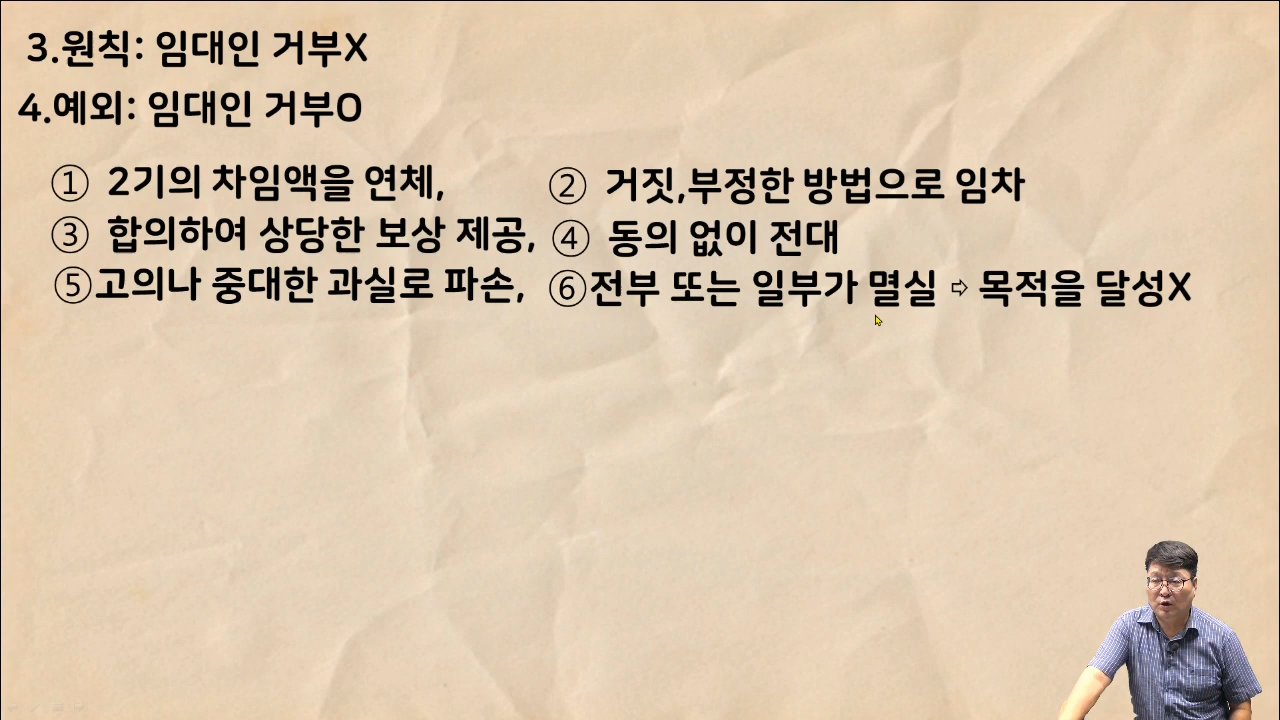 3.원칙: 임대인 거부X
4.예외: 임대인 거부O
① 2기의 차임액을 연체, ② 거짓,부정한 방법으로 임차
③ 합의하여 상당한 보상 제공, ④ 동의 없이 전대
⑤고의나 중대한 과실로 파손, ⑥전부 또는 일부가 멸실 ⇨ 목적을 달성X